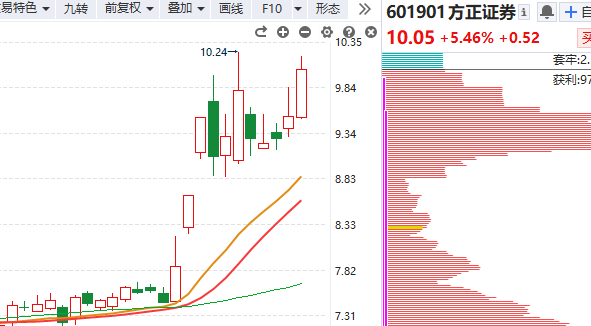 易特色 九转 前复权 叠加 画线 F10 形态 601901 方正证券 自
10.05 +5.46% +0.52 买
10.35 套牢:2.
10.24 获利:97
9.84
9.34
8.83
8.33
7.82
7.31